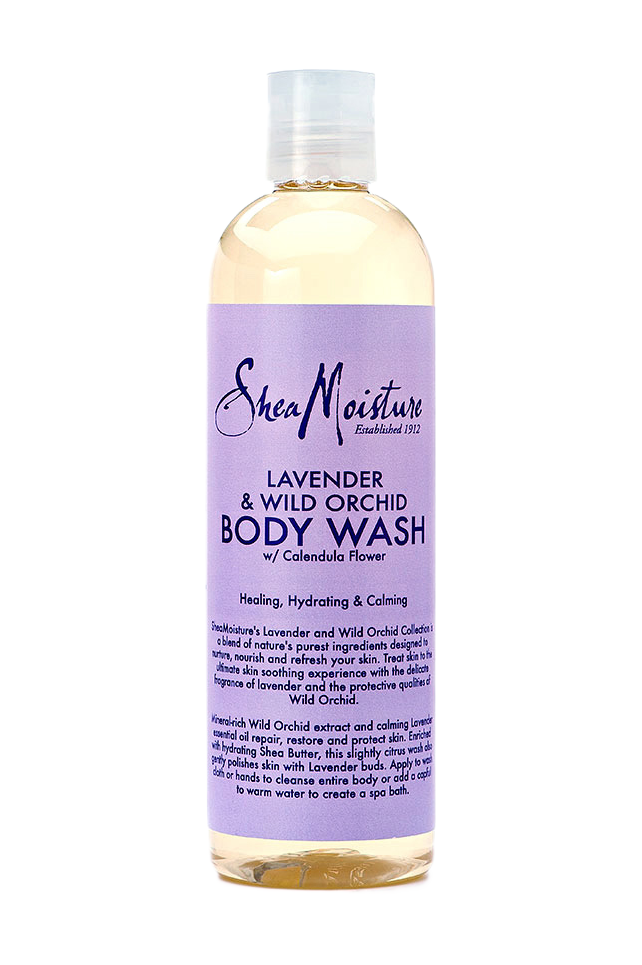 SheaMoisture
Established 1912
LAVENDER
& WILD ORCHID
BODY WASH
w/ Calendula Flower
Healing, Hydrating & Calming
SheaMoisture's Lavender and Wild Orchid Collection is
a blend of nature's purest ingredients designed to
nurture, nourish and refresh your skin. Treat skin to the
ultimate skin soothing experience with the delicate
fragrance of lavender and the protective qualities of
Wild Orchid.
Mineral-rich Wild Orchid extract and calming Lavender
essential oil repair, restore and protect skin. Enriched
with hydrating Shea Butter, this slightly citrus wash also
gently polishes skin with Lavender buds. Apply to wash
cloth or hands to cleanse entire body or add a capful
to warm water to create a spa bath.